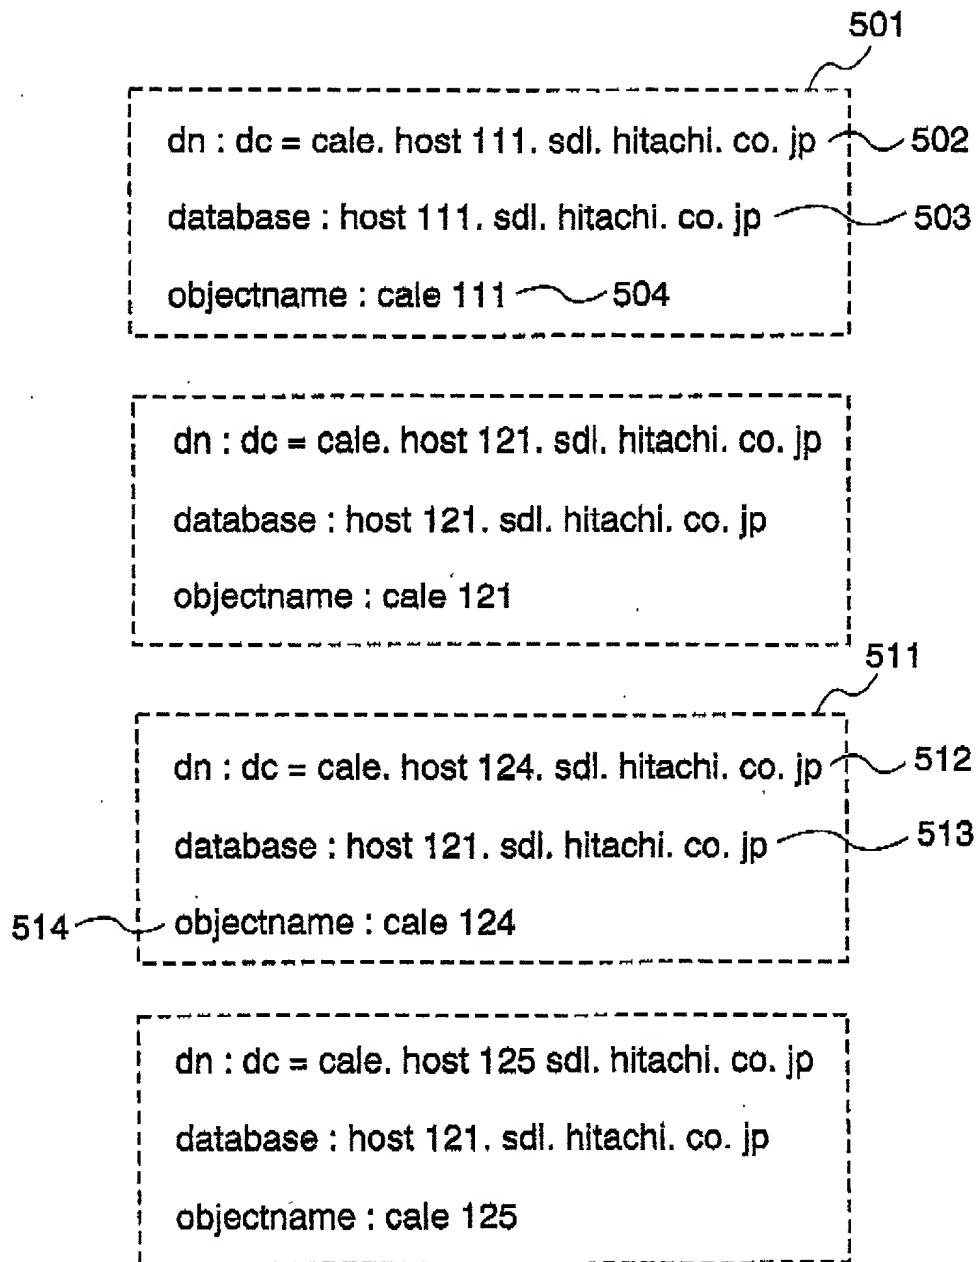 501
dn : dc = cale. host 111. sdl. hitachi. co. jp 502
database : host 111. sdl. hitachi. co. jp 503
objectname : cale 111 504
dn : dc = cale. host 121. sdl. hitachi. co. jp
database : host 121. sdl. hitachi. co. jp
objectname : cale 121
511
dn : dc = cale. host 124. sdl. hitachi. co. jp 512
database : host 121. sdl. hitachi. co. jp 513
514 objectname : cale 124
dn : dc = cale. host 125 sdl. hitachi. co. jp
database : host 121. sdl. hitachi. co. jp
objectname : cale 125